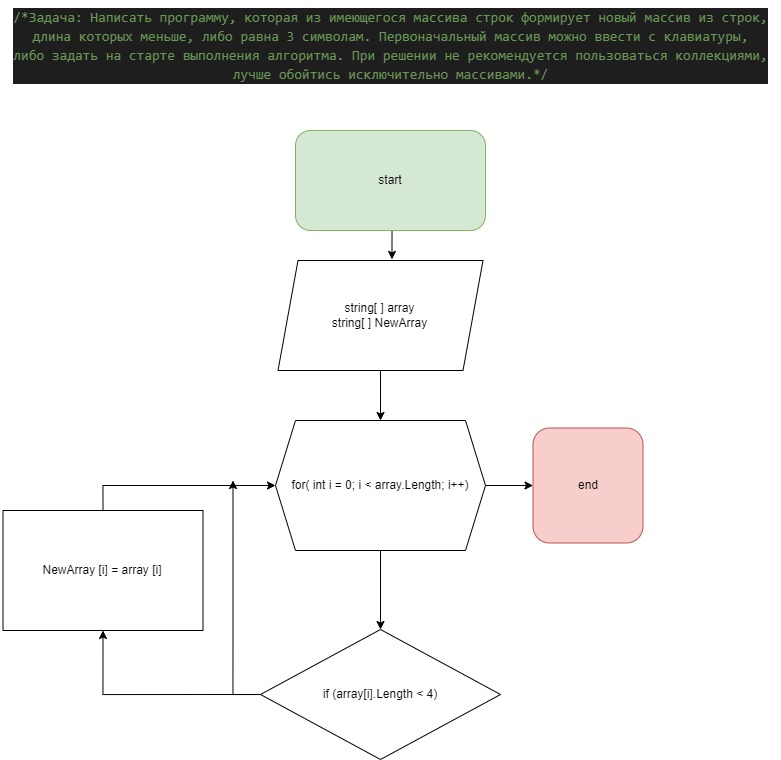 /*Задача: Написать программу, которая из имеющегося массива строк формирует новый массив из строк,
длина которых меньше, либо равна 3 символам. Первоначальный массив можно ввести с клавиатуры,
либо задать на старте выполнения алгоритма. При решении не рекомендуется пользоваться коллекциями,
лучше обойтись исключительно массивами.*/
start
string[ ] array
string[ ] NewArray
for( int i = 0; i < array.Length; i++)
end
NewArray [i] = array [i]
if (array[i].Length < 4)